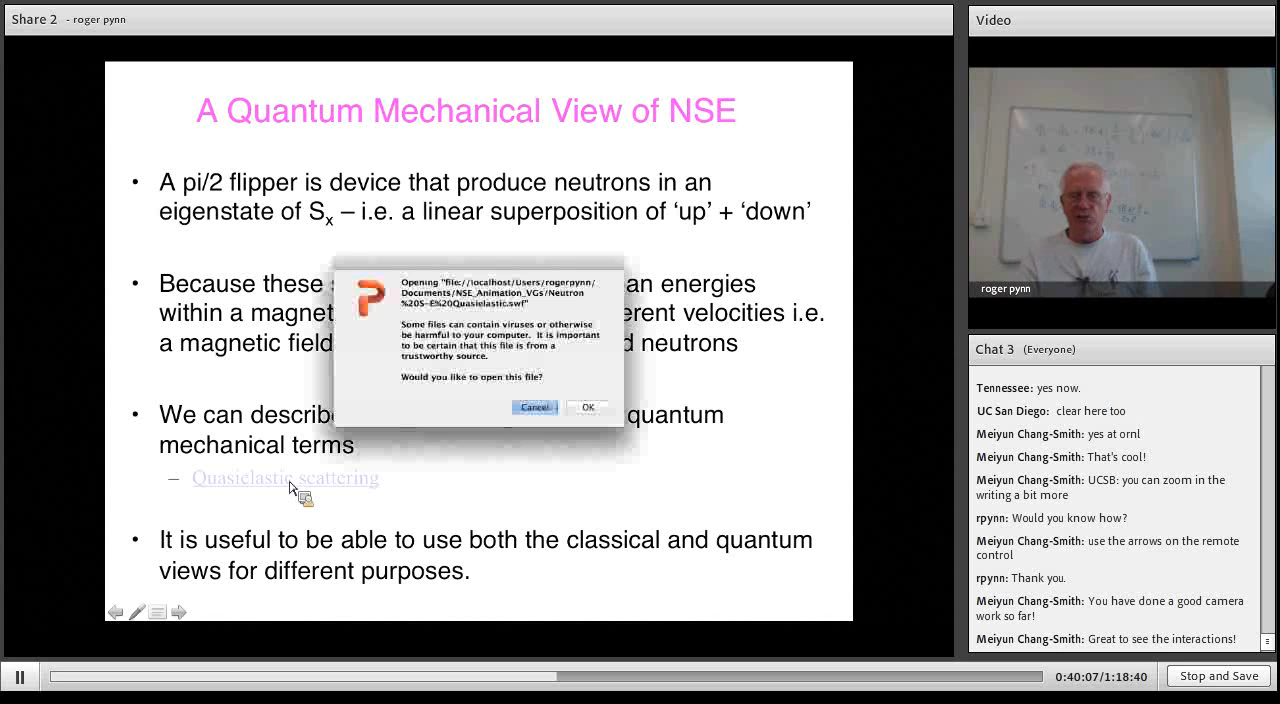 Share 2 - roger pynn
A Quantum Mechanical View of NSE
• A pi/2 flipper is device that produce neutrons in an
eigenstate of Sx – i.e. a linear superposition of ‘up’ + ‘down’
• Because these an energies
within a magnet erent velocities i.e.
a magnetic field d neutrons
• We can describe quantum
mechanical terms
– Quasielastic scattering
• It is useful to be able to use both the classical and quantum
views for different purposes.
Opening "file://localhost/Users/rogerpynn/
Documents/NSE_Animation_VGs/Neutron
%20S-E%20Quasielastic.swf"
Some files can contain viruses or otherwise
be harmful to your computer. It is important
to be certain that this file is from a
trustworthy source.
Would you like to open this file?
Cancel OK
Video
roger pynn
Chat 3 (Everyone)
Tennessee: yes now.
UC San Diego: clear here too
Meiyun Chang-Smith: yes at ornl
Meiyun Chang-Smith: That's cool!
Meiyun Chang-Smith: UCSB: you can zoom in the
writing a bit more
rpynn: Would you know how?
Meiyun Chang-Smith: use the arrows on the remote
control
rpynn: Thank you.
Meiyun Chang-Smith: You have done a good camera
work so far!
Meiyun Chang-Smith: Great to see the interactions!
0:40:07/1:18:40
Stop and Save